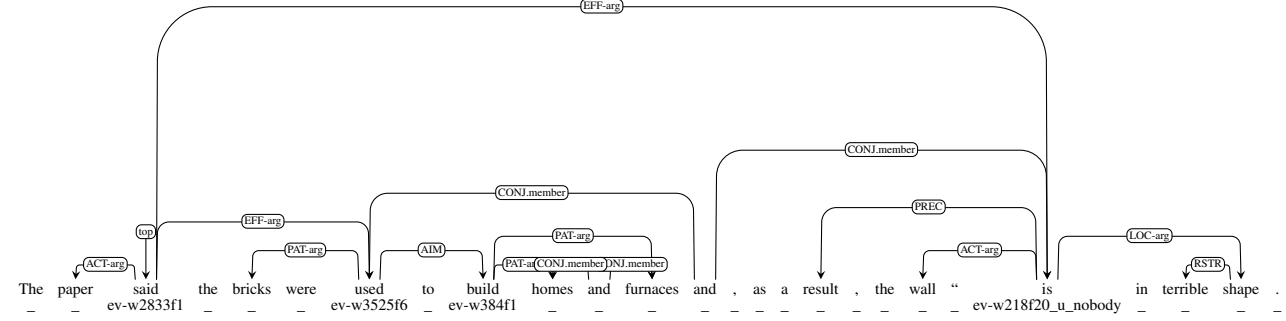 EFF-arg
CONJ.member
CONJ.member
PREC
top EFF-arg PAT-arg LOC-arg
ACT-arg PAT-arg AIM ACT-arg
PAT-ar CONJ.member ONJ.member RSTR
The paper said the bricks were used to build homes and furnaces and , as a result , the wall “ is in terrible shape .
_ _ ev-w2833f1 _ _ _ ev-w3525f6 _ ev-w384f1 _ _ _ _ _ _ _ _ _ _ _ _ ev-w218f20_u_nobody _ _ _ _